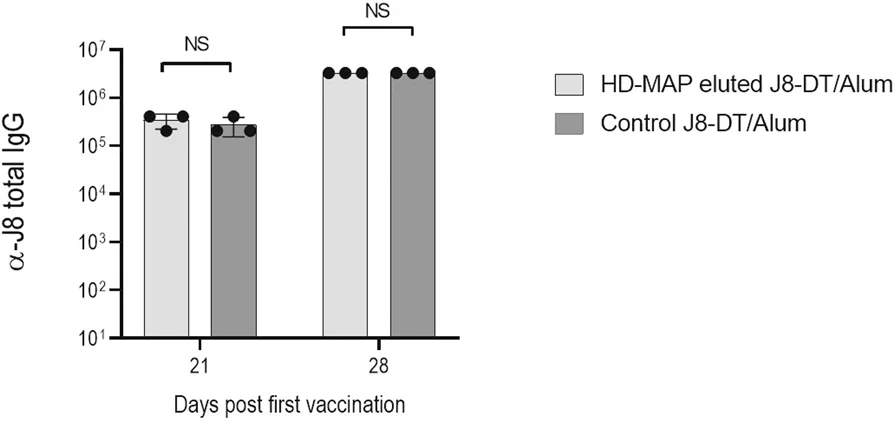 NS
NS
10⁷
10⁶
10⁵
10⁴
10³
10²
10¹
α-J8 total IgG
21
28
Days post first vaccination
HD-MAP eluted J8-DT/Alum
Control J8-DT/Alum